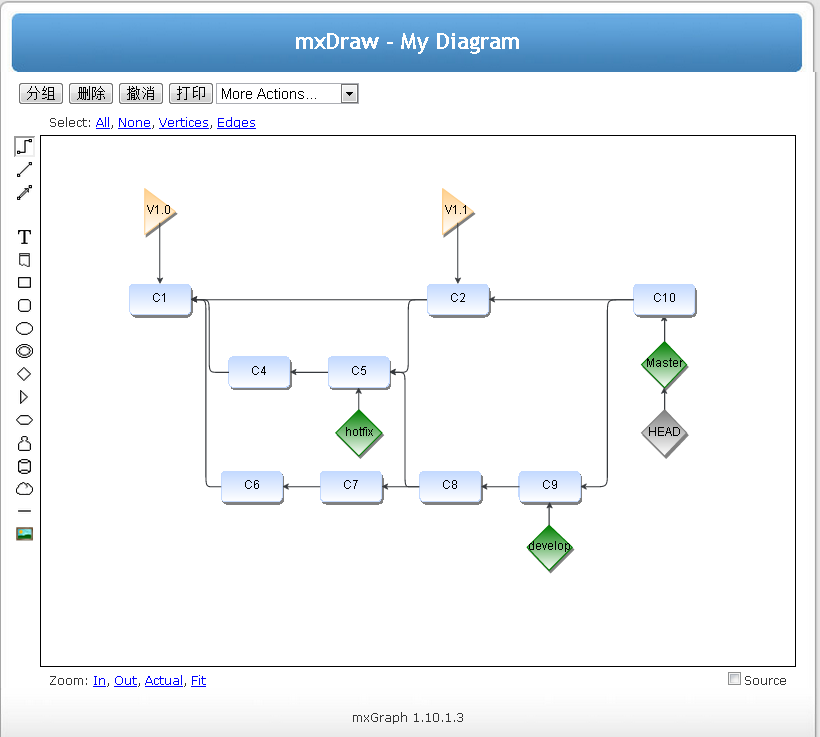 mxDraw - My Diagram
分组 删除 撤消 打印 More Actions...
Select: All, None, Vertices, Edges
T
V1.0 V1.1
C1 C2 C10
C4 C5 Master
hotfix HEAD
C6 C7 C8 C9
develop
Zoom: In, Out, Actual, Fit Source
mxGraph 1.10.1.3